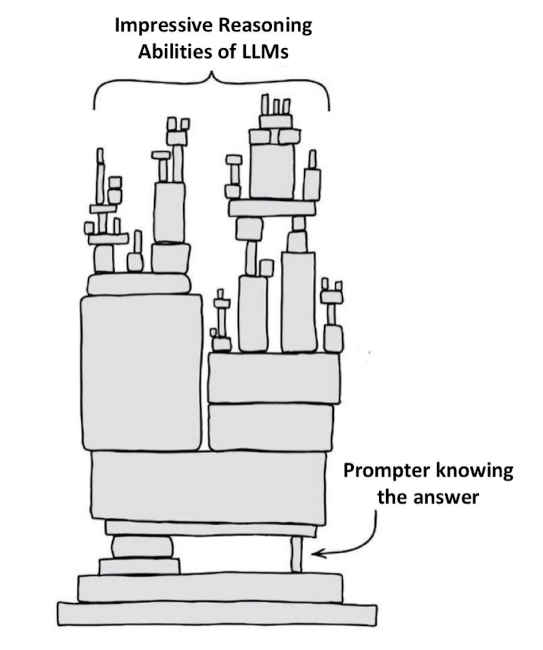 Impressive Reasoning
Abilities of LLMs
Prompter knowing
the answer